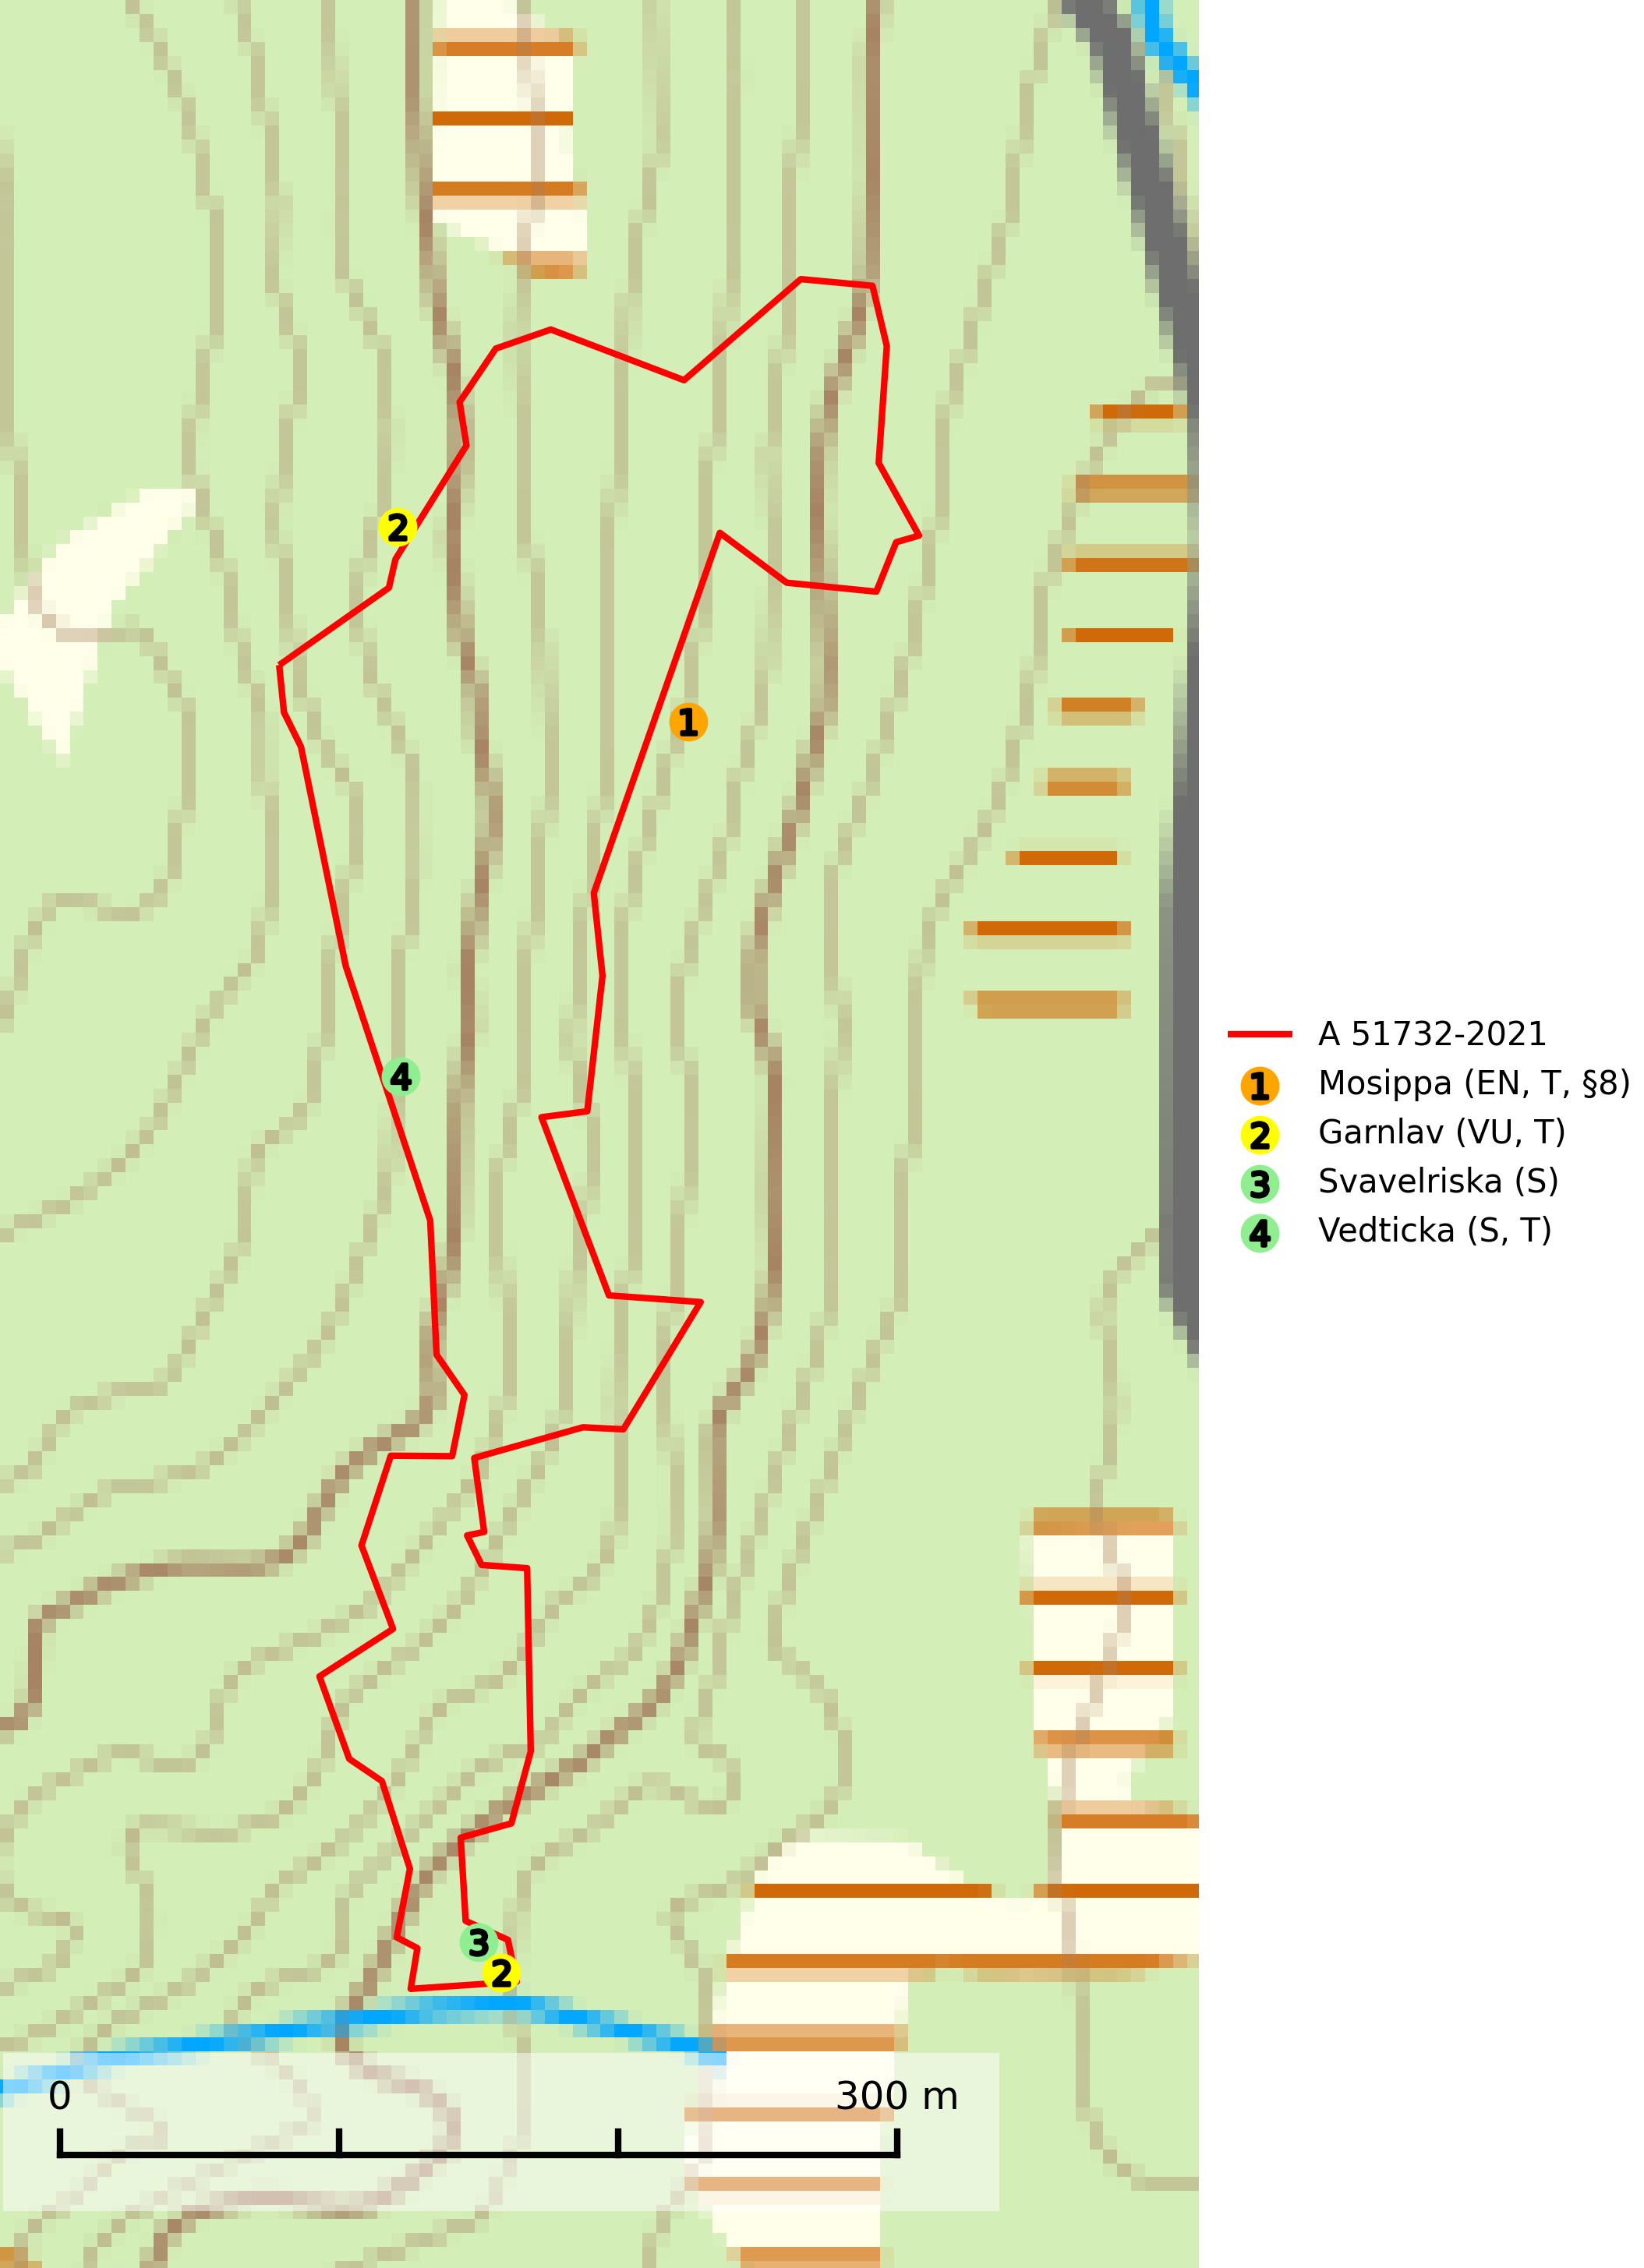 2
1
4
3
2
0 300 m
A 51732-2021
1 Mosippa (EN, T, §8)
2 Garnlav (VU, T)
3 Svavelriska (S)
4 Vedticka (S, T)